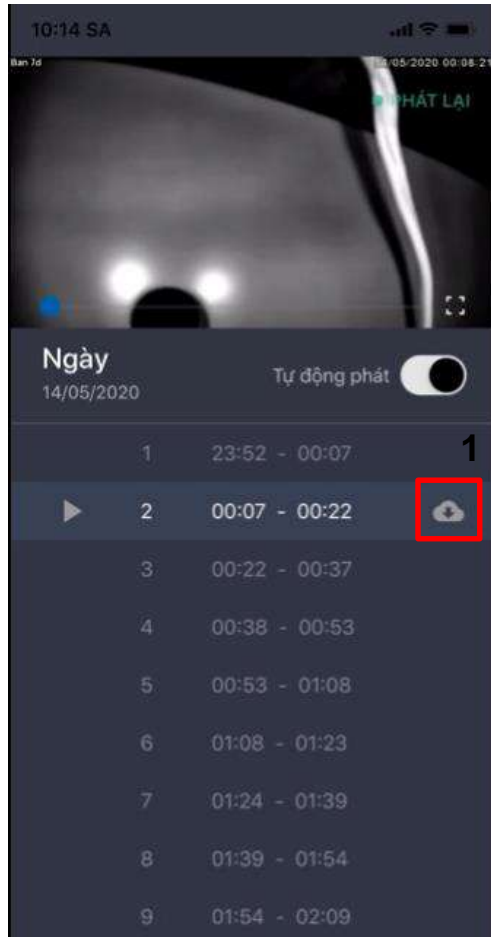 10:14 SA
Ban 7d
14/05/2020 00:08:21
PHÁT LẠI
Ngày
14/05/2020
Tự động phát
1 23:52 - 00:07
1
2 00:07 - 00:22
3 00:22 - 00:37
4 00:38 - 00:53
5 00:53 - 01:08
6 01:08 - 01:23
7 01:24 - 01:39
8 01:39 - 01:54
9 01:54 - 02:09